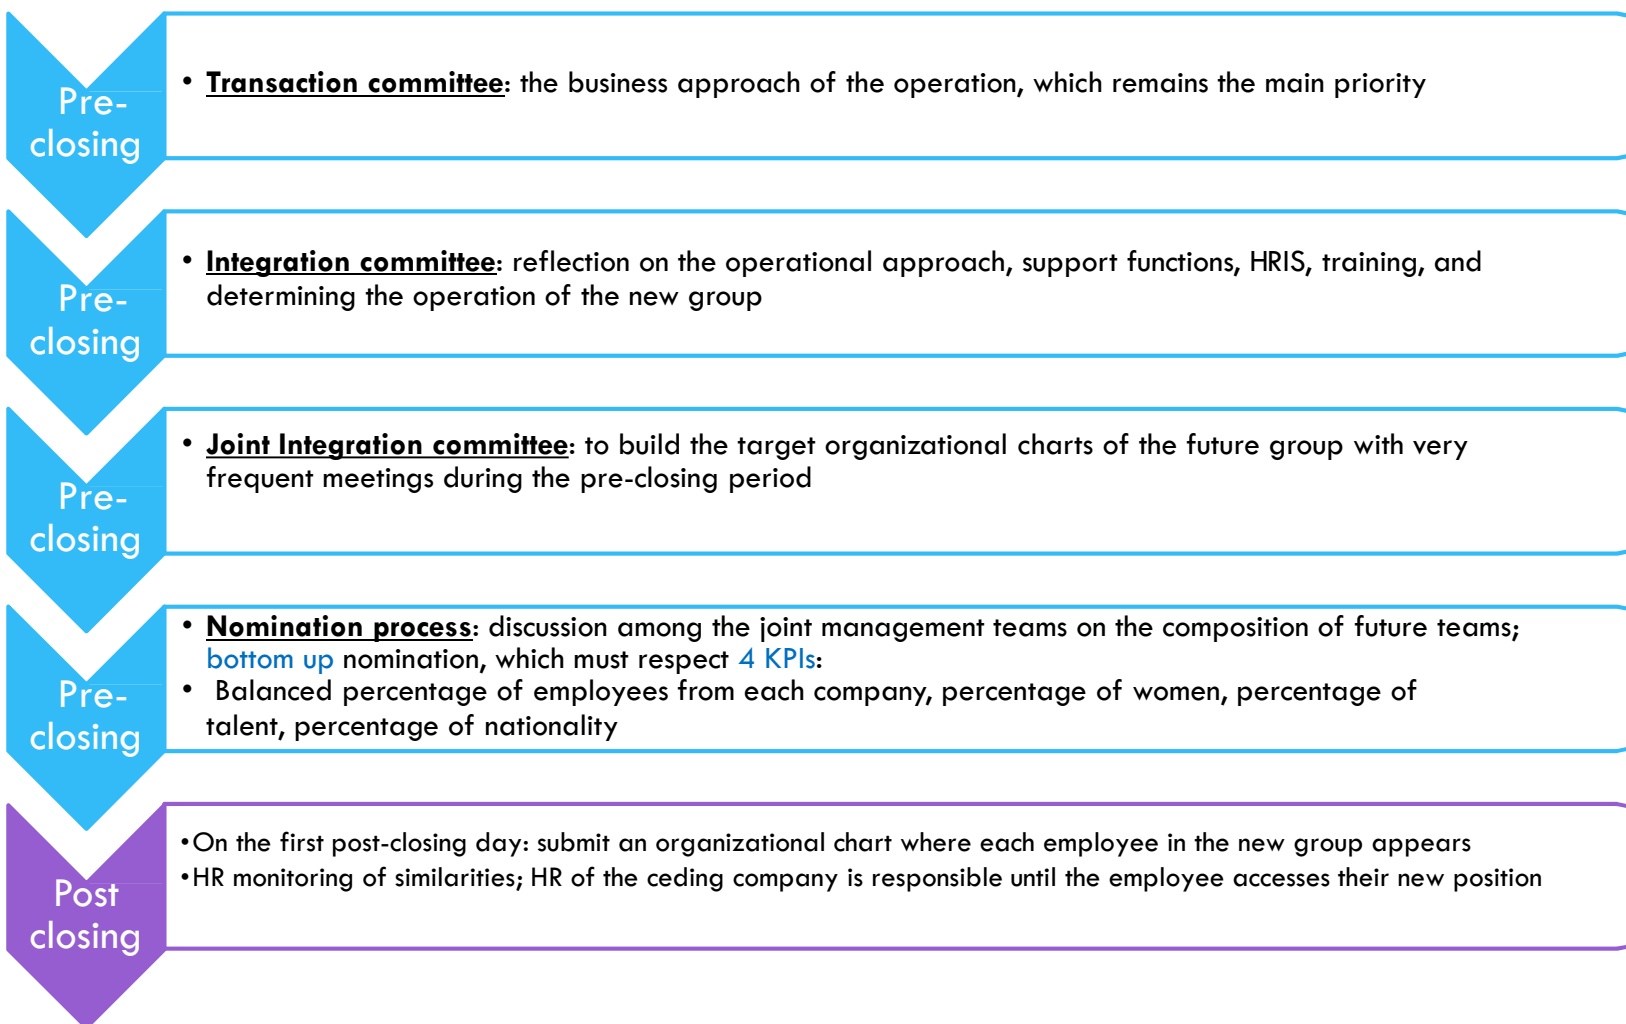 Pre-
closing
• Transaction committee: the business approach of the operation, which remains the main priority
Pre-
closing
• Integration committee: reflection on the operational approach, support functions, HRIS, training, and
determining the operation of the new group
Pre-
closing
• Joint Integration committee: to build the target organizational charts of the future group with very
frequent meetings during the pre-closing period
Pre-
closing
• Nomination process: discussion among the joint management teams on the composition of future teams;
bottom up nomination, which must respect 4 KPIs:
• Balanced percentage of employees from each company, percentage of women, percentage of
talent, percentage of nationality
Post
closing
•On the first post-closing day: submit an organizational chart where each employee in the new group appears
•HR monitoring of similarities; HR of the ceding company is responsible until the employee accesses their new position